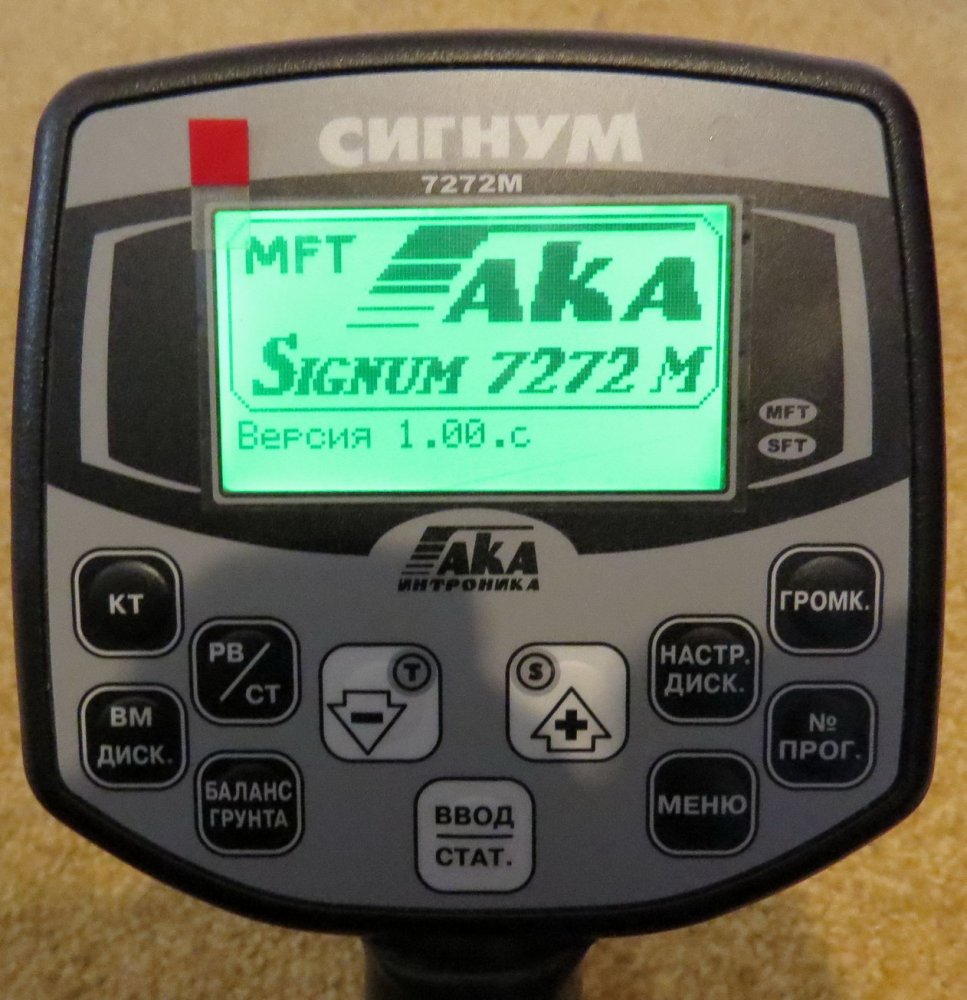 СИГНУМ
7272М
MFT
AKA
SIGNUM 7272 M
Версия 1.00.c
MFT
SFT
AKA
ИНТРОНИКА
КТ
ГРОМК.
РВ/СТ
T
S
НАСТР.
ДИСК.
ВМ
ДИСК.
№
ПРОГ.
БАЛАНС
ГРУНТА
ВВОД
СТАТ.
МЕНЮ